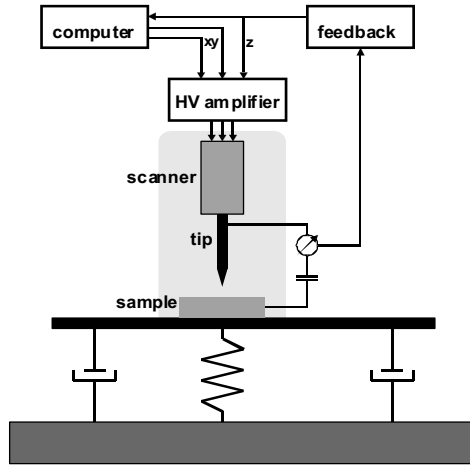 computer
feedback
xy
z
HV amplifier
scanner
tip
sample